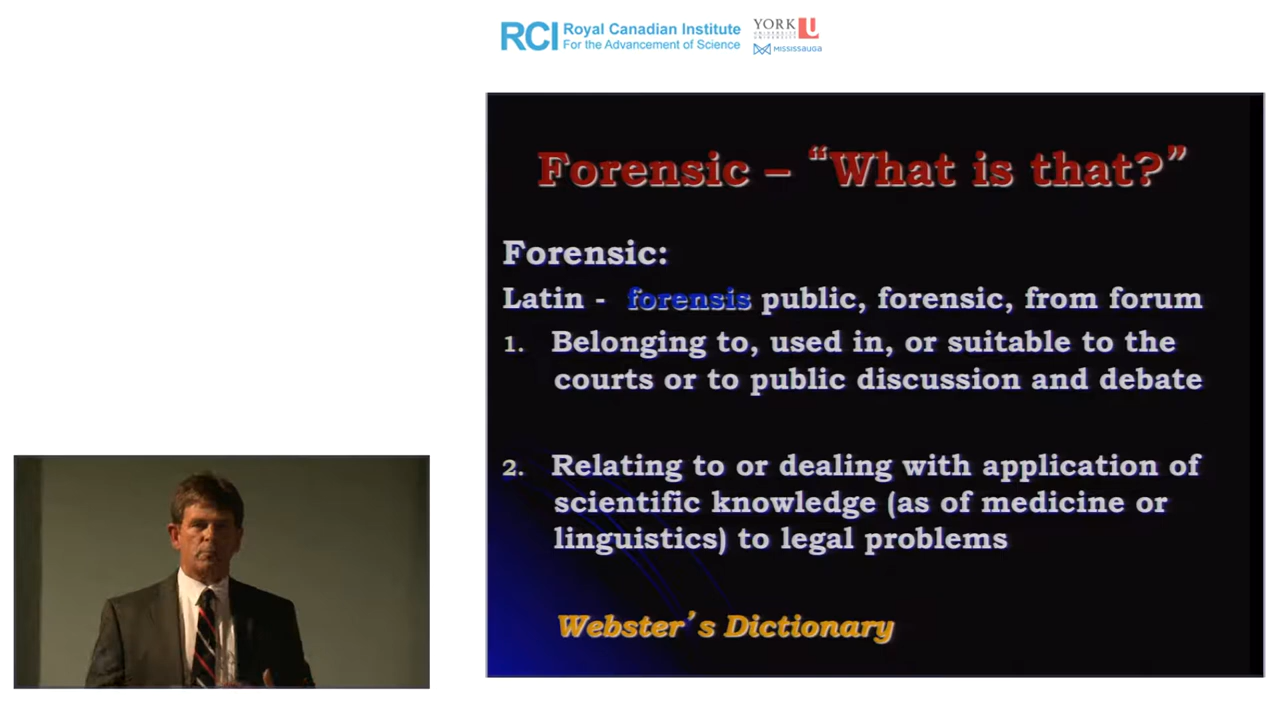 RCI Royal Canadian Institute
For the Advancement of Science
YORK U
MISSISSAUGA
Forensic – “What is that?”
Forensic:
Latin - forensis public, forensic, from forum
1. Belonging to, used in, or suitable to the
courts or to public discussion and debate
2. Relating to or dealing with application of
scientific knowledge (as of medicine or
linguistics) to legal problems
Webster’s Dictionary